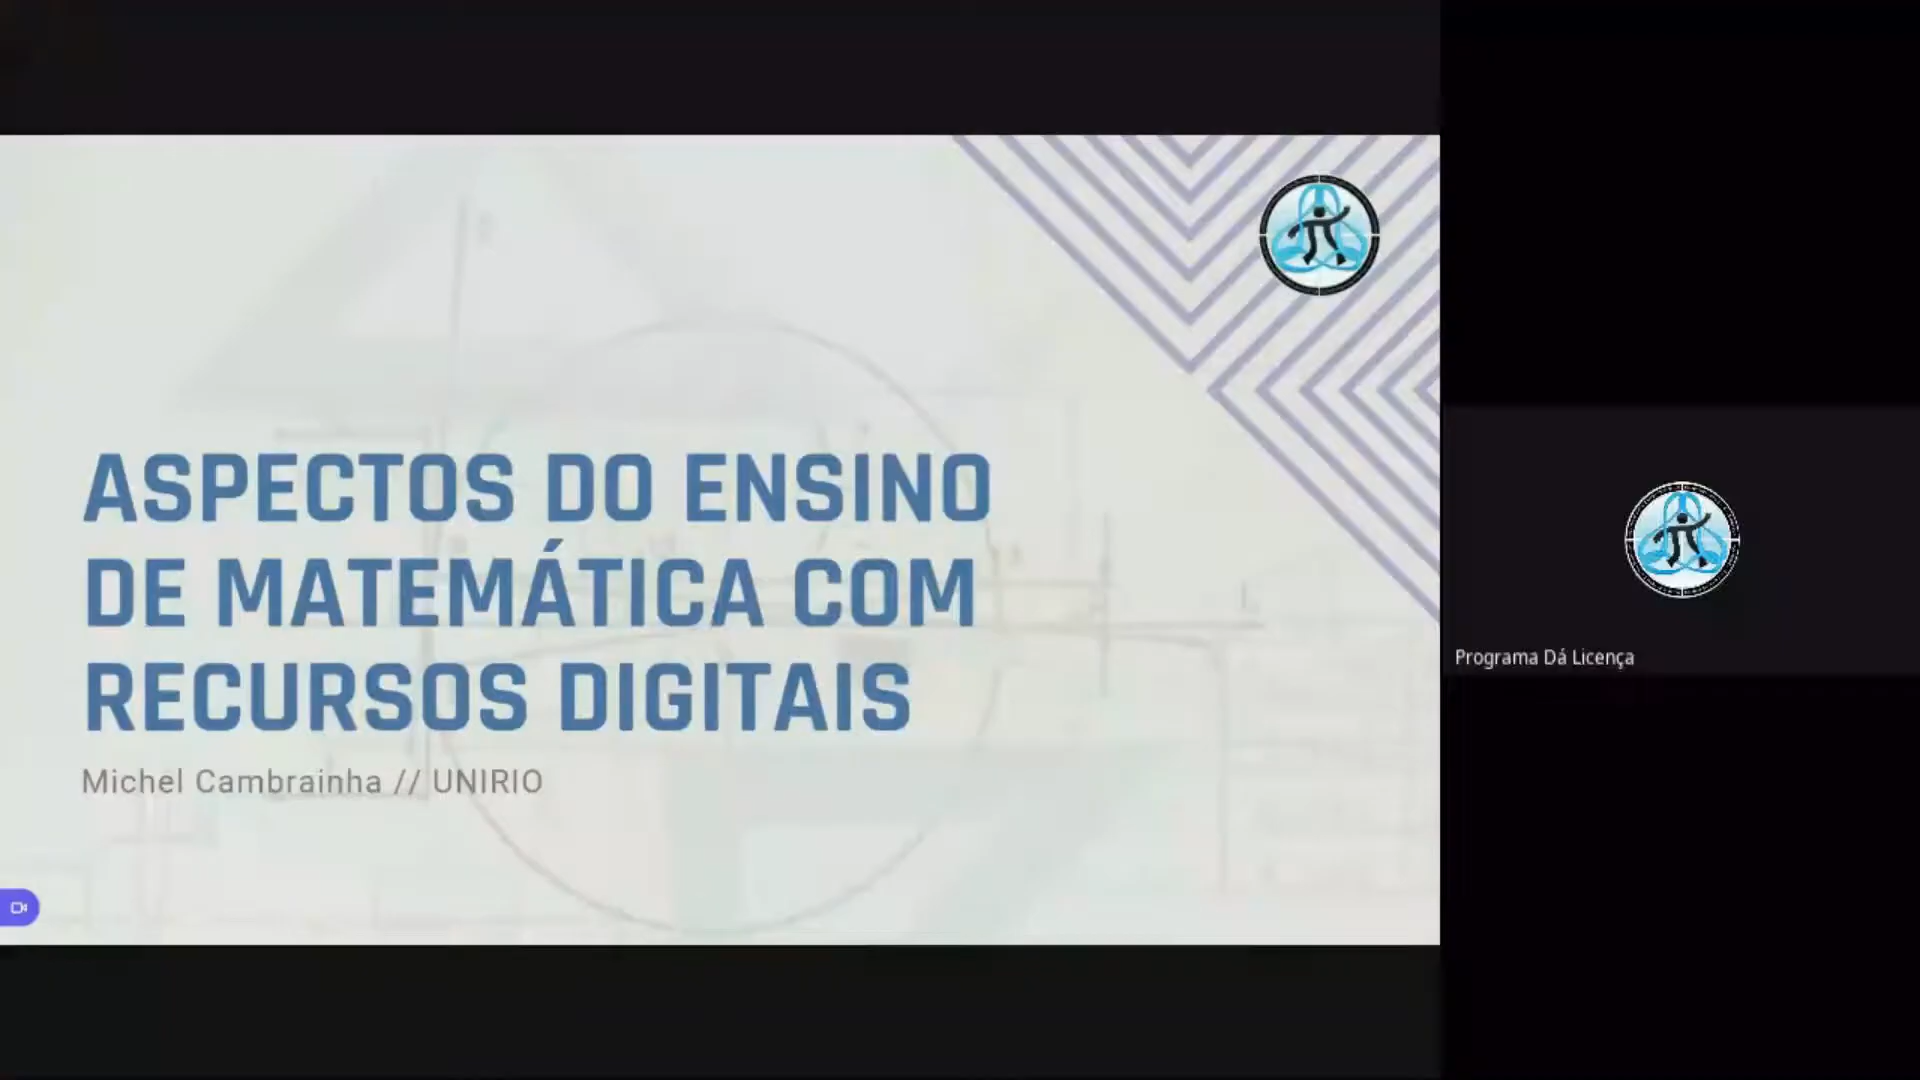 ASPECTOS DO ENSINO
DE MATEMÁTICA COM
RECURSOS DIGITAIS
Michel Cambrainha // UNIRIO
Programa Dá Licença